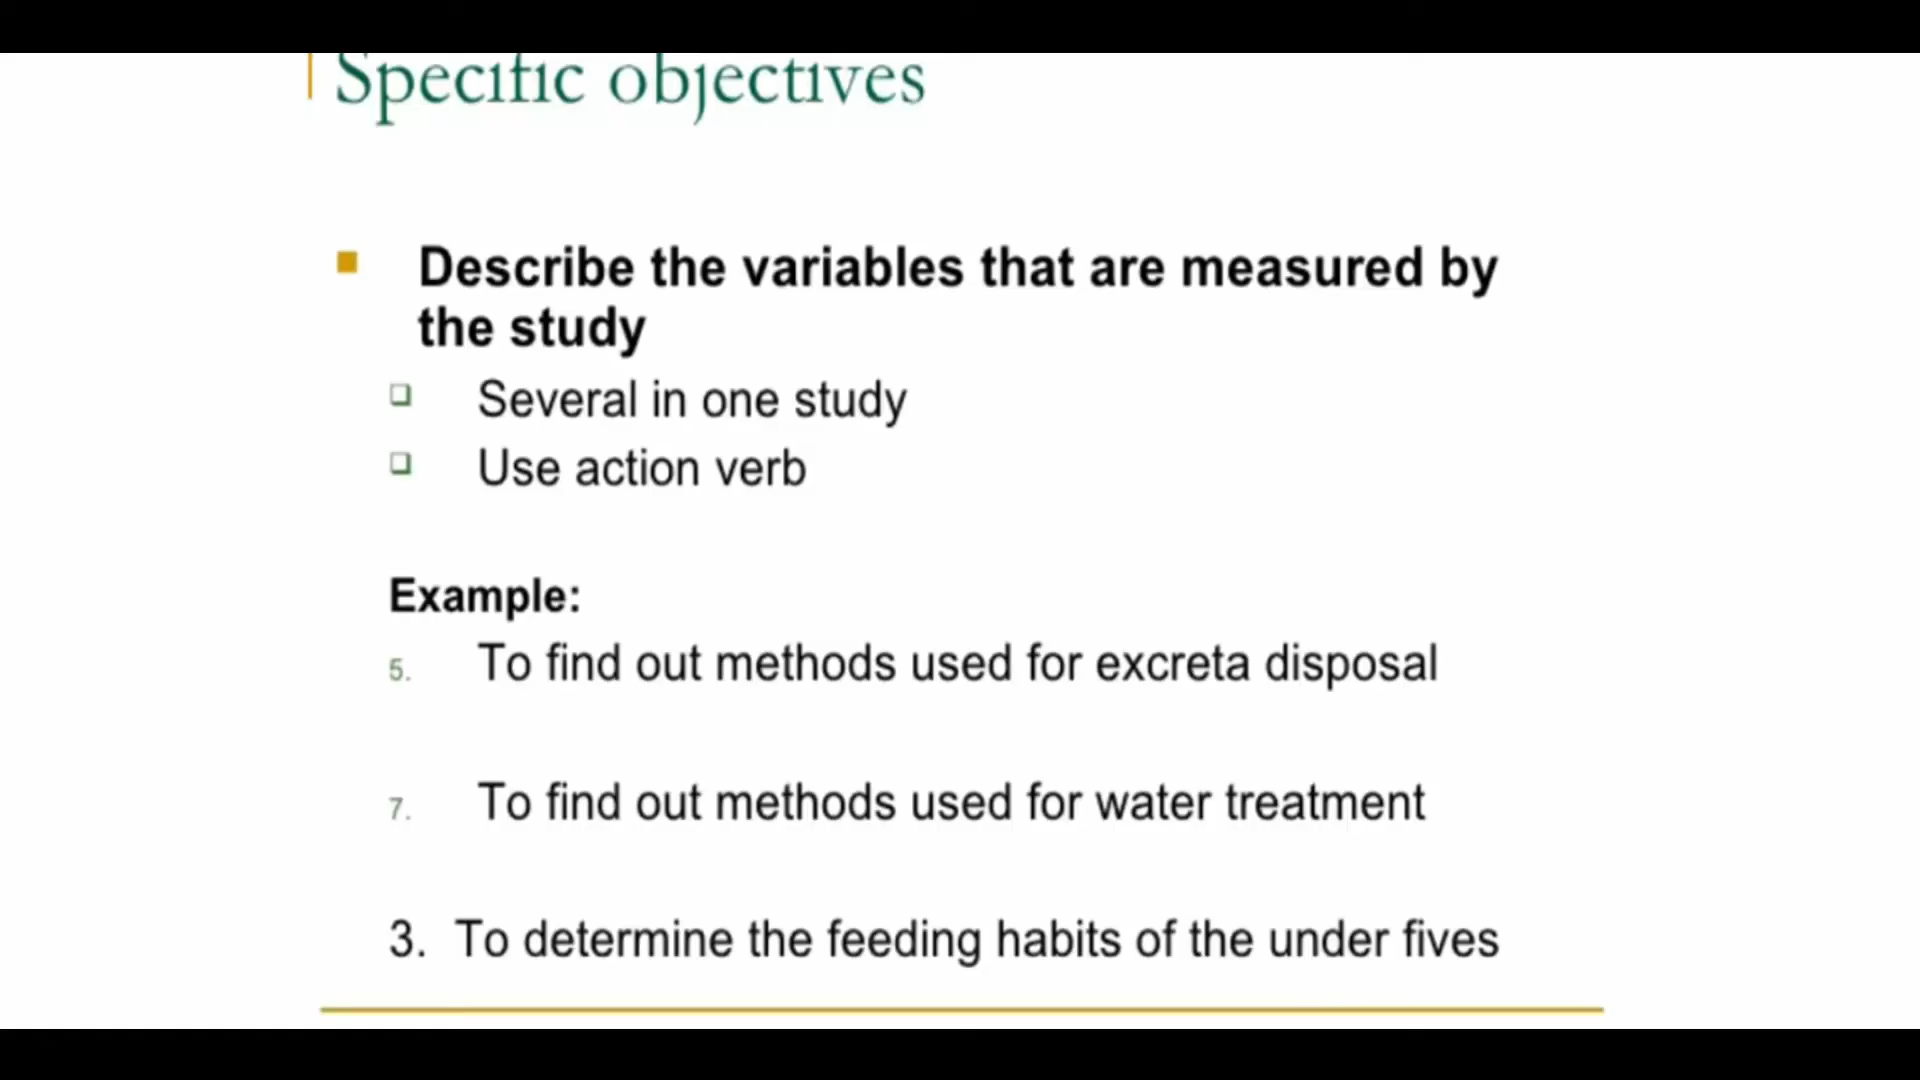 Specific objectives
Describe the variables that are measured by
the study
Several in one study
Use action verb
Example:
5. To find out methods used for excreta disposal
7. To find out methods used for water treatment
3. To determine the feeding habits of the under fives